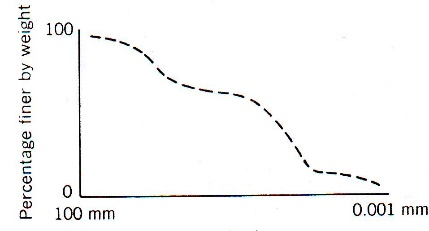 Percentage finer by weight
100
0
100 mm
0.001 mm